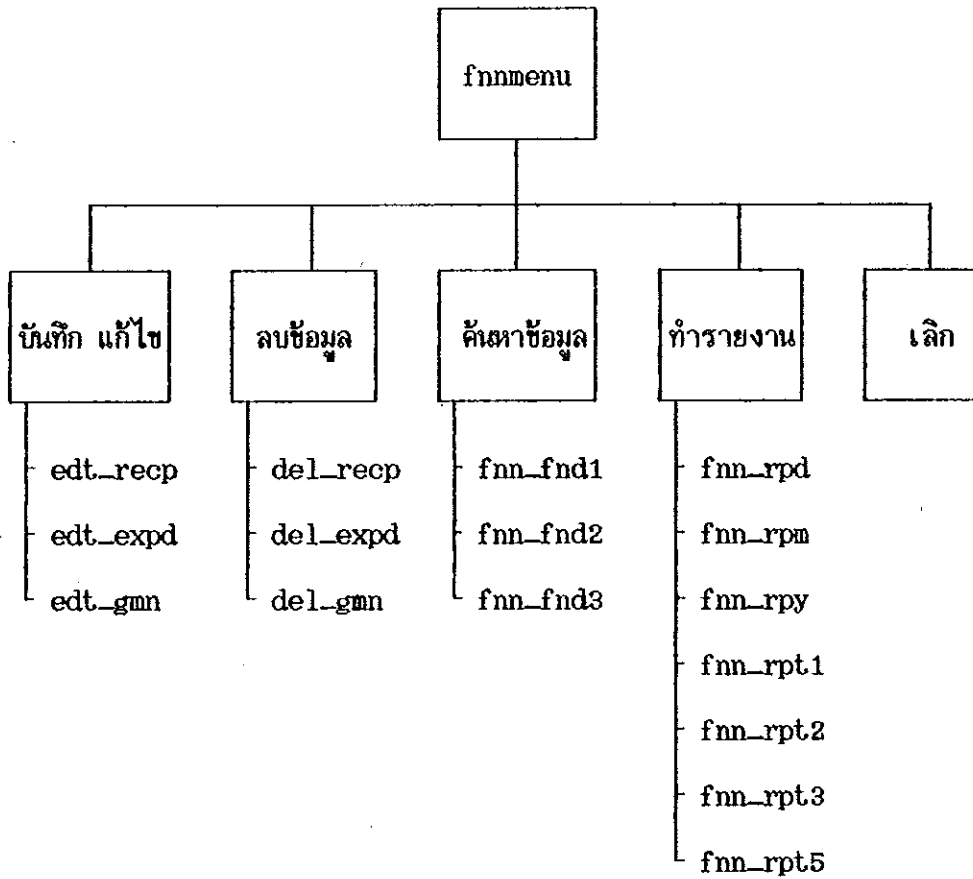 fnnmenu
บันทึก แก้ไข
ลบข้อมูล
ค้นหาข้อมูล
ทำรายงาน
เลิก
edt_recp
edt_expd
edt_gmn
del_recp
del_expd
del_gmn
fnn_fnd1
fnn_fnd2
fnn_fnd3
fnn_rpd
fnn_rpm
fnn_rpy
fnn_rpt1
fnn_rpt2
fnn_rpt3
fnn_rpt5